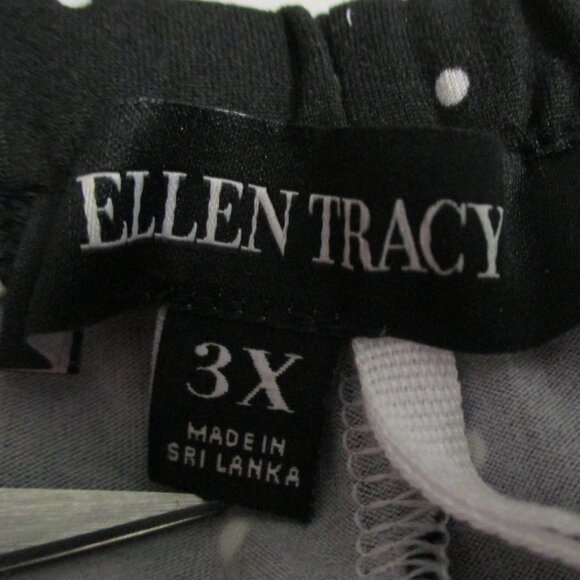 ELLEN TRACY
3X
MADE IN
SRI LANKA